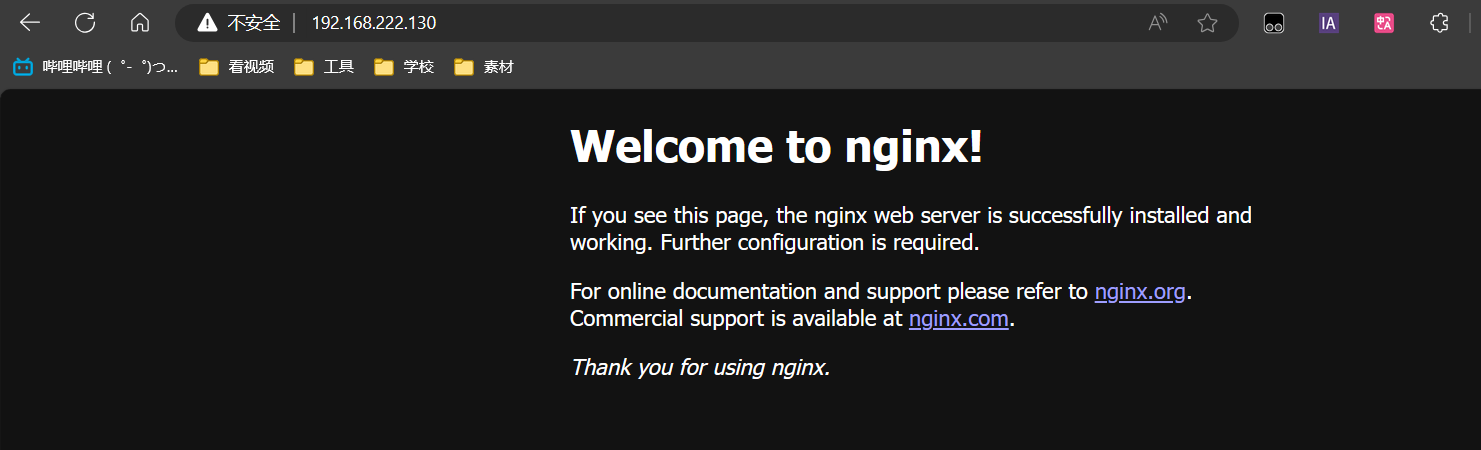 不安全 192.168.222.130
哔哩哔哩 (゜-゜)つ... 看视频 工具 学校 素材
Welcome to nginx!
If you see this page, the nginx web server is successfully installed and
working. Further configuration is required.
For online documentation and support please refer to nginx.org.
Commercial support is available at nginx.com.
Thank you for using nginx.